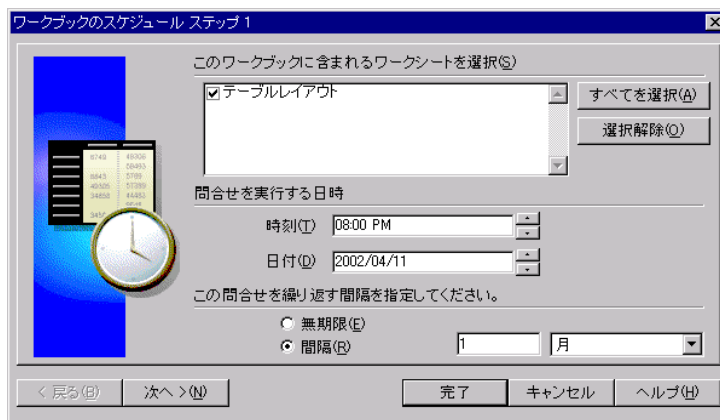 ワークブックのスケジュール ステップ 1
このワークブックに含まれるワークシートを選択(S)
テーブルレイアウト
すべてを選択(A)
選択解除(O)
問合せを実行する日時
時刻(T) 08:00 PM
日付(D) 2002/04/11
この問合せを繰り返す間隔を指定してください。
無期限(E)
間隔(R) 1 月
< 戻る(B) 次へ >(N) 完了 キャンセル ヘルプ(H)